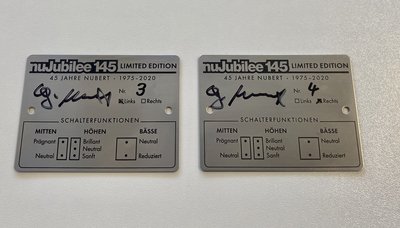 nuJubilee 145 LIMITED EDITION
45 JAHRE NUBERT · 1975-2020
Nr. 3
Links Rechts
SCHALTERFUNKTIONEN
MITTEN HÖHEN BÄSSE
Prägnant Brillant
Neutral
Neutral
Neutral Sanft Reduziert
nuJubilee 145 LIMITED EDITION
45 JAHRE NUBERT · 1975-2020
Nr. 4
Links Rechts
SCHALTERFUNKTIONEN
MITTEN HÖHEN BÄSSE
Prägnant Brillant
Neutral
Neutral
Neutral Sanft Reduziert